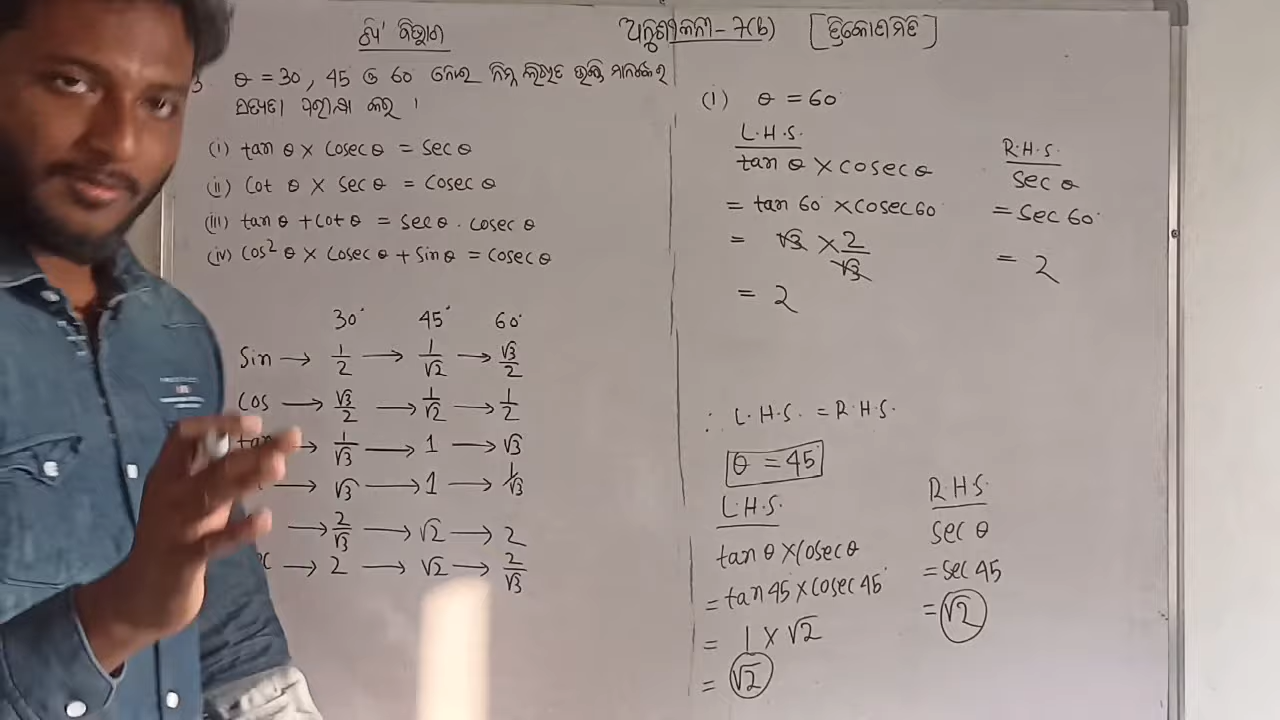 'ଖ' ବିଭାଗ
ଅନୁଶୀଳନୀ - 7(b) [ତ୍ରିକୋଣମିତି]
3. θ = 30°, 45° ଓ 60° ନେଇ ନିମ୍ନ ଲିଖିତ ଉକ୍ତି ମାନଙ୍କର
ସତ୍ୟତା ପରୀକ୍ଷା କର ।
(i) tan θ × cosec θ = sec θ
(ii) cot θ × sec θ = cosec θ
(iii) tan θ + cot θ = sec θ · cosec θ
(iv) cos² θ × cosec θ + sin θ = cosec θ
30° 45° 60°
Sin → 1/2 → 1/√2 → √3/2
Cos → √3/2 → 1/√2 → 1/2
tan → 1/√3 → 1 → √3
→ √3 → 1 → 1/√3
→ 2/√3 → √2 → 2
→ 2 → √2 → 2/√3
(i) θ = 60°
L.H.S. R.H.S.
tan θ × cosec θ sec θ
= tan 60° × cosec 60° = sec 60°
= √3 × 2/√3 = 2
= 2
∴ L.H.S. = R.H.S.
θ = 45°
L.H.S. R.H.S.
tan θ × cosec θ sec θ
= tan 45 × cosec 45° = sec 45
= 1 × √2 = √2
= √2